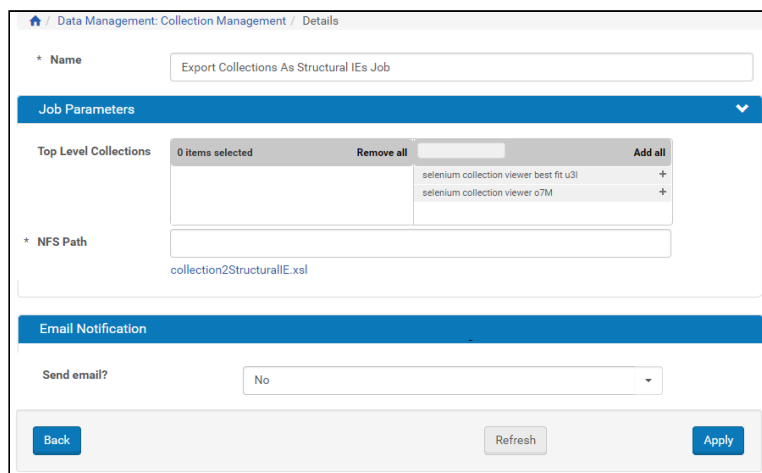 / Data Management: Collection Management / Details
* Name
Export Collections As Structural IEs Job
Job Parameters
Top Level Collections
0 items selected Remove all Add all
selenium collection viewer best fit u3l +
selenium collection viewer o7M +
* NFS Path
collection2StructuralIE.xsl
Email Notification
Send email?
No
Back Refresh Apply